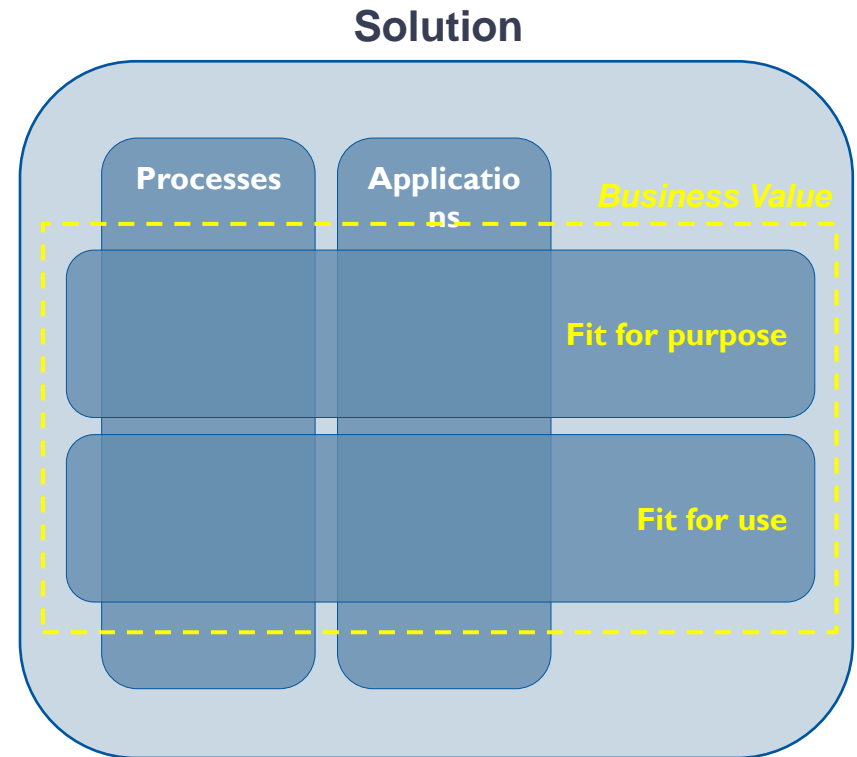 Solution
Processes
Applicatio
ns
Business Value
Fit for purpose
Fit for use